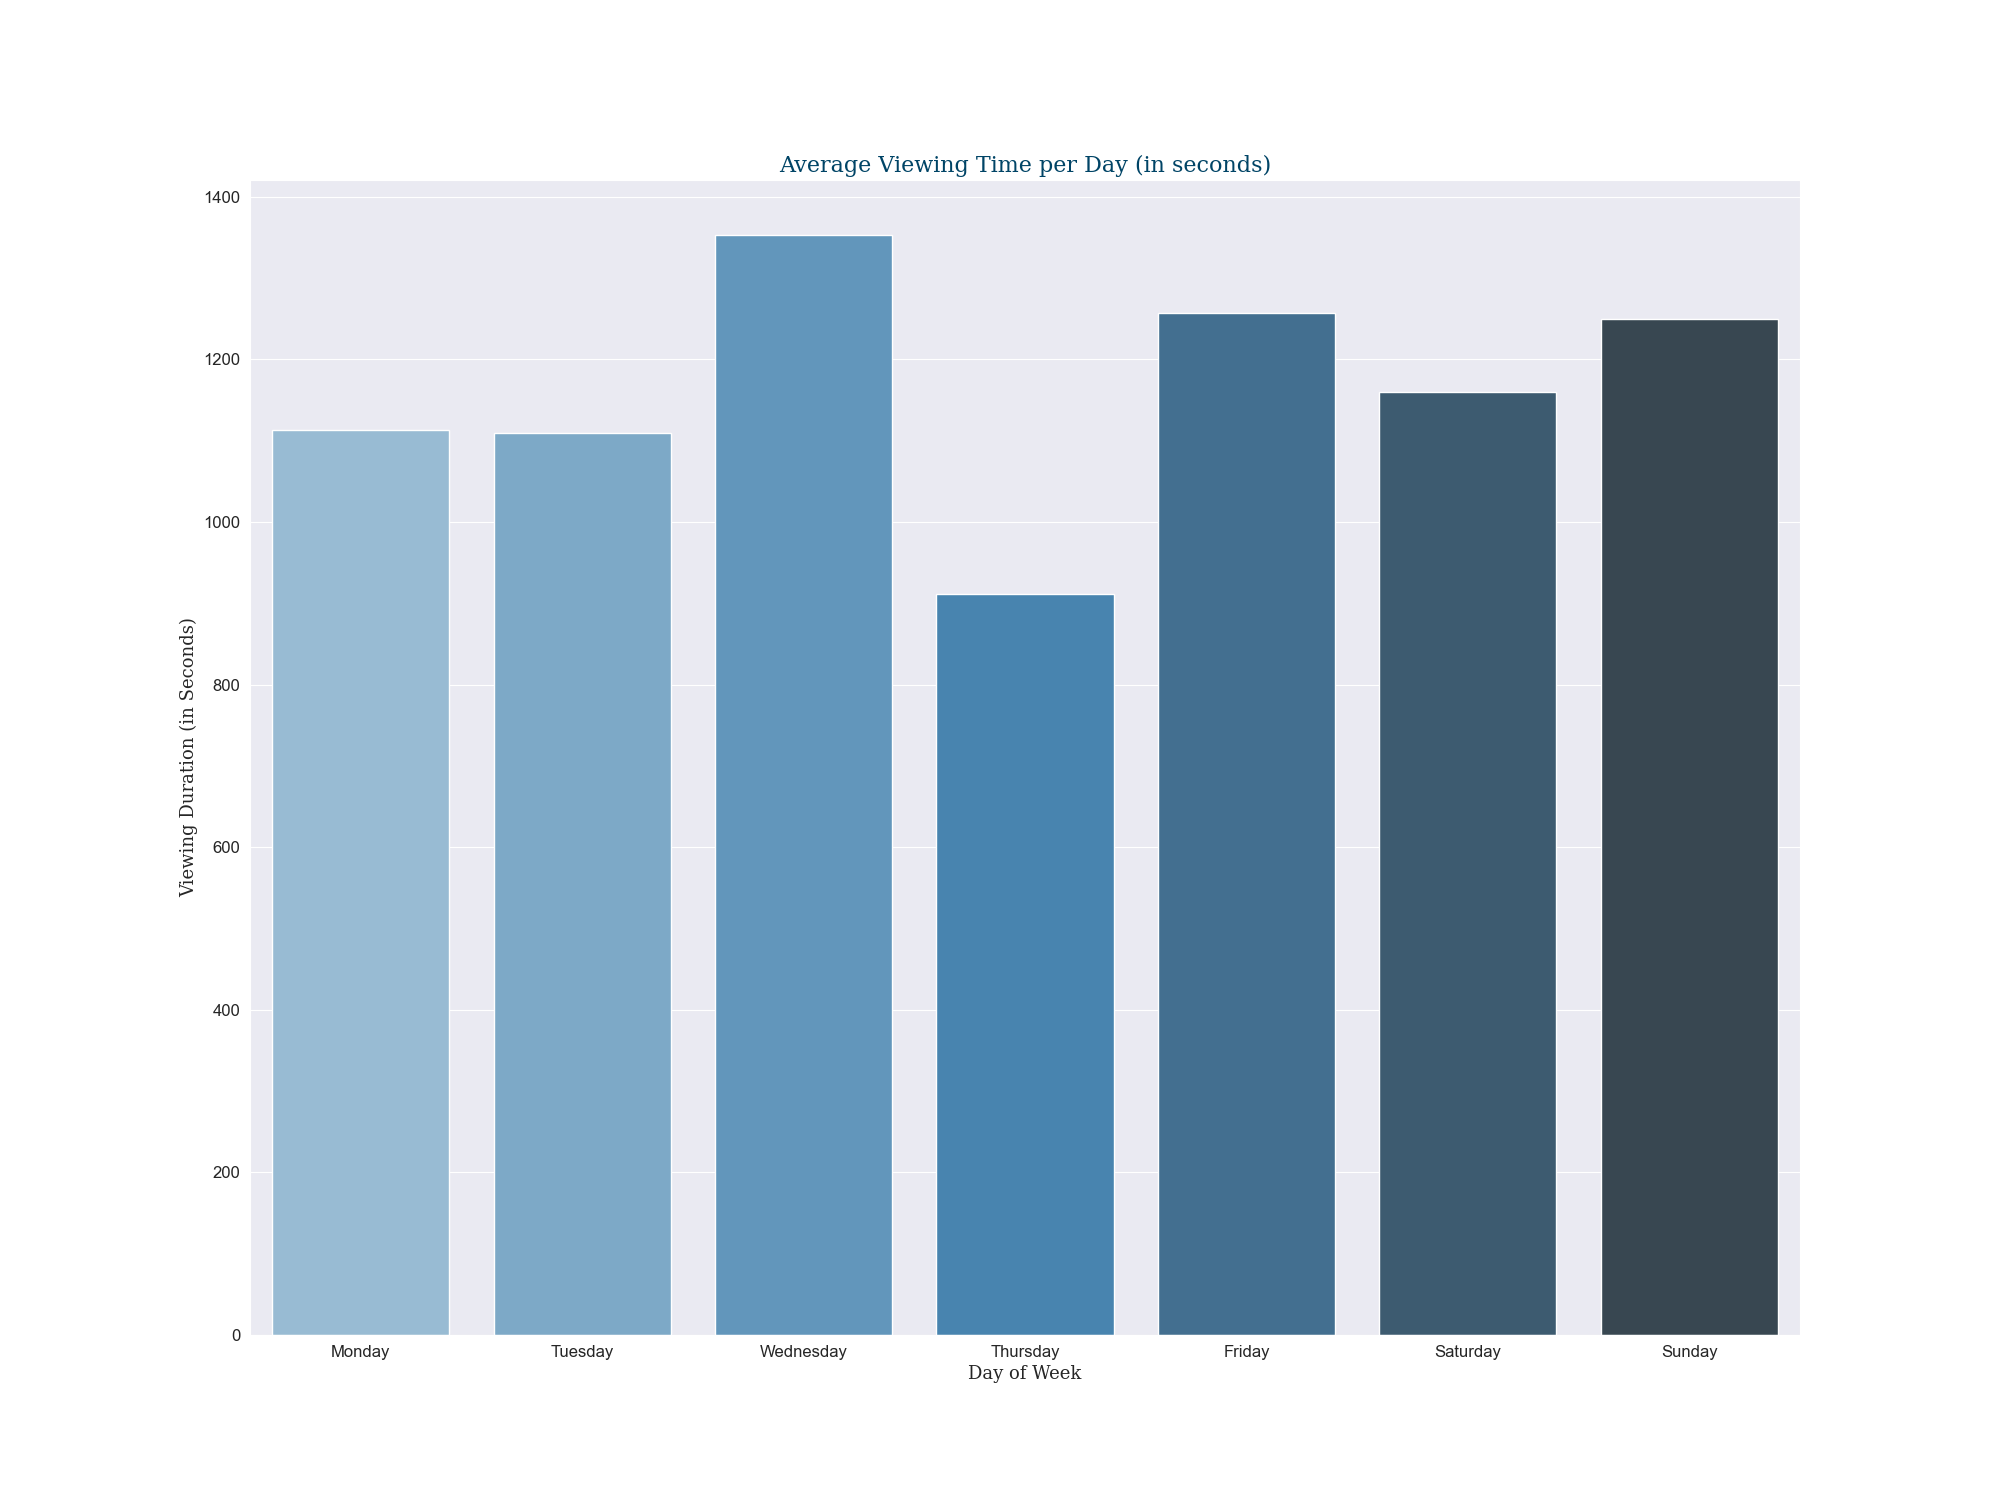 Average Viewing Time per Day (in seconds)
1400
1200
1000
800
600
400
200
0
Viewing Duration (in Seconds)
Monday Tuesday Wednesday Thursday Friday Saturday Sunday
Day of Week